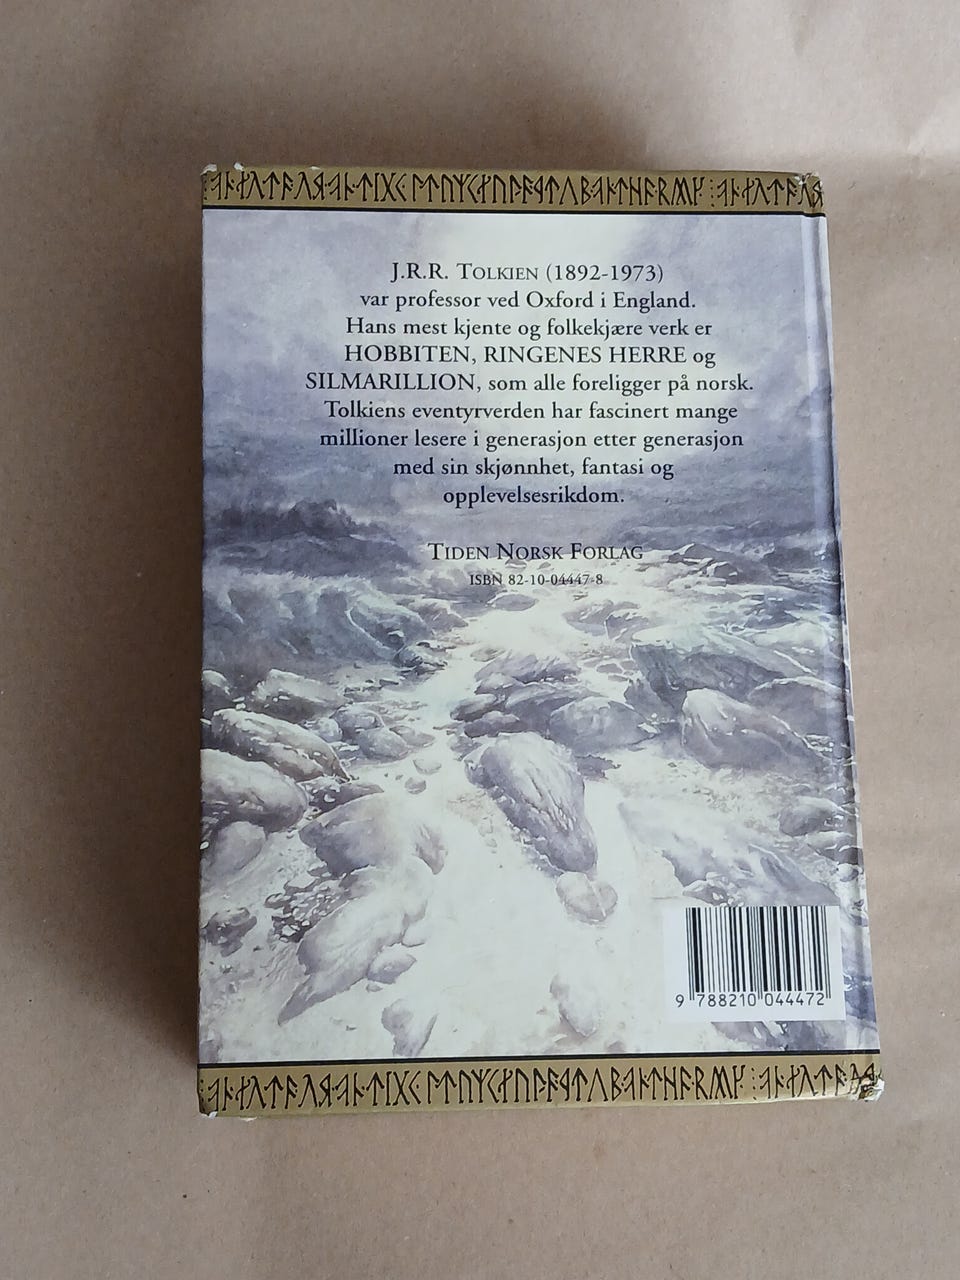 J.R.R. TOLKIEN (1892-1973)
var professor ved Oxford i England.
Hans mest kjente og folkekjære verk er
HOBBITEN, RINGENES HERRE og
SILMARILLION, som alle foreligger på norsk.
Tolkiens eventyrverden har fascinert mange
millioner lesere i generasjon etter generasjon
med sin skjønnhet, fantasi og
opplevelsesrikdom.
TIDEN NORSK FORLAG
ISBN 82-10-04447-8
9 788210 044472